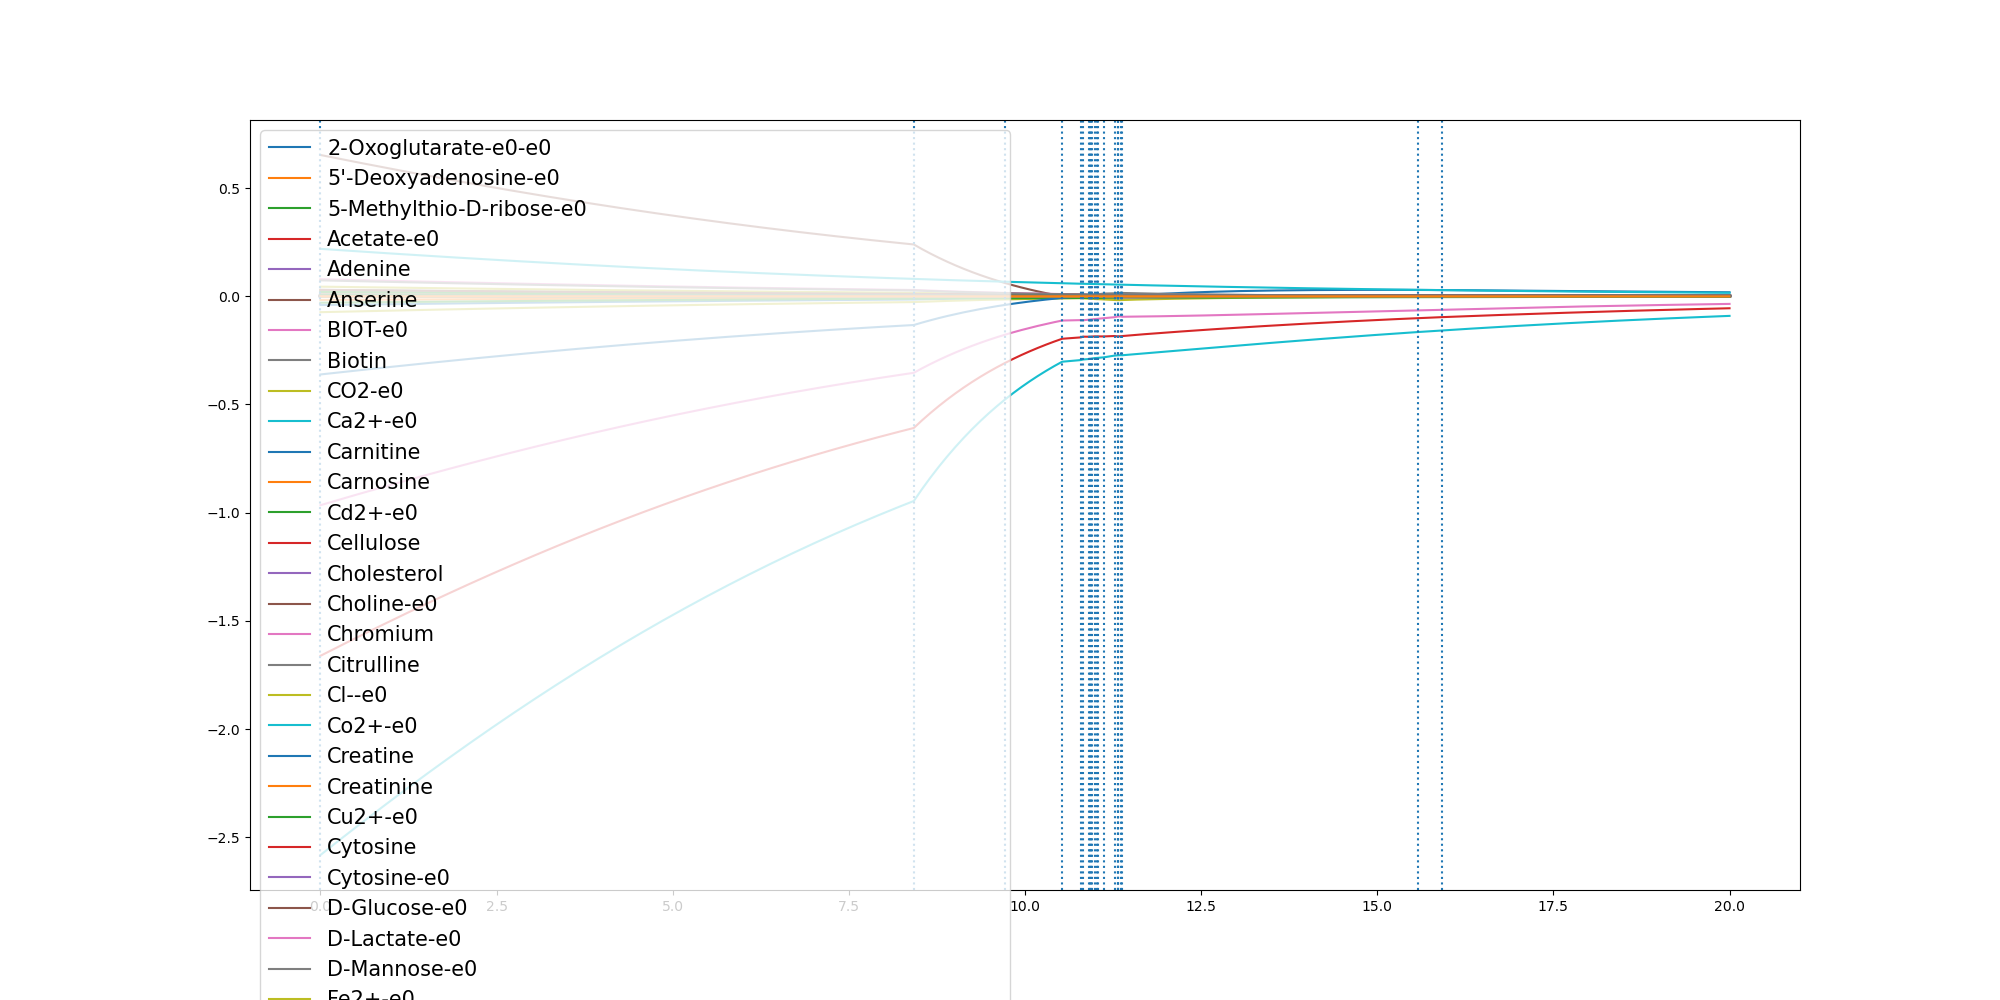 2-Oxoglutarate-e0-e0
5'-Deoxyadenosine-e0
5-Methylthio-D-ribose-e0
Acetate-e0
Adenine
Anserine
BIOT-e0
Biotin
CO2-e0
Ca2+-e0
Carnitine
Carnosine
Cd2+-e0
Cellulose
Cholesterol
Choline-e0
Chromium
Citrulline
Cl--e0
Co2+-e0
Creatine
Creatinine
Cu2+-e0
Cytosine
Cytosine-e0
D-Glucose-e0
D-Lactate-e0
D-Mannose-e0
Fe2+-e0
0.5
0.0
−0.5
−1.0
−1.5
−2.0
−2.5
0.0 2.5 5.0 7.5 10.0 12.5 15.0 17.5 20.0